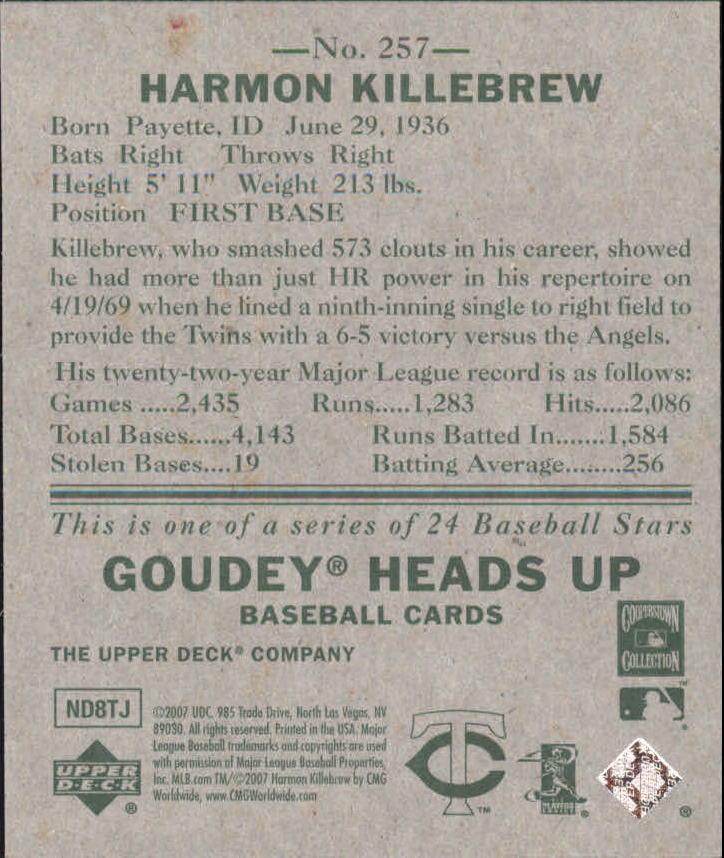 —No. 257—
HARMON KILLEBREW
Born Payette, ID June 29, 1936
Bats Right Throws Right
Height 5' 11" Weight 213 lbs.
Position FIRST BASE
Killebrew, who smashed 573 clouts in his career, showed
he had more than just HR power in his repertoire on
4/19/69 when he lined a ninth-inning single to right field to
provide the Twins with a 6-5 victory versus the Angels.
His twenty-two-year Major League record is as follows:
Games .....2,435 Runs.....1,283 Hits.....2,086
Total Bases......4,143 Runs Batted In.......1,584
Stolen Bases....19 Batting Average........256
This is one of a series of 24 Baseball Stars
GOUDEY® HEADS UP
BASEBALL CARDS
THE UPPER DECK® COMPANY
COOPERSTOWN
COLLECTION
™
ND8TJ
©2007 UDC, 985 Trade Drive, North Las Vegas, NV
89030. All rights reserved. Printed in the USA. Major
League Baseball trademarks and copyrights are used
with permission of Major League Baseball Properties,
Inc. MLB.com TM/©2007 Harmon Killebrew by CMG
Worldwide, www.CMGWorldwide.com
UPPER
D·E·C·K
®
TC
™
PLAYERS
®
®